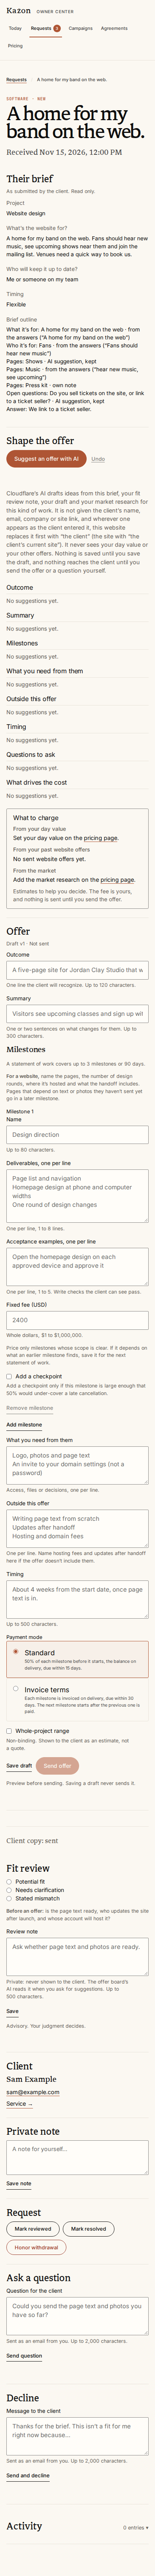 Kazon OWNER CENTER
Today Requests 1 Campaigns Agreements
Pricing
Requests A home for my band on the web.
SOFTWARE · WEB
A home for my
band on the web.
Received Nov 15, 2026, 12:00 PM
Their brief
As submitted by the client. Read only.
Project
Website design
What's the website for?
A home for my band on the web. Fans should hear new
music, see upcoming shows near them and join the
mailing list. Venues need a quick way to book us.
Who will keep it up to date?
Me or someone on my team
Timing
Flexible
Brief outline
What it's for: A home for my band on the web · from
the answers ("A home for my band on the web")
Who it's for: Fans · from the answers ("Fans should
hear new music")
Pages: Shows · AI suggestion, kept
Pages: Music · from the answers ("hear new music,
see upcoming")
Pages: Press kit · own note
Open questions: Do you sell tickets on the site, or link
to a ticket seller? · AI suggestion, kept
Answer: We link to a ticket seller.
Shape the offer
Suggest an offer with AI Undo
Cloudflare's AI drafts ideas from this brief, your fit
review note, your draft and your market research for
this kind of work. It is not given the client's name,
email, company or site link, and wherever our
answers as the client entered it, this website
replaces it first with "the client" (the site with "the
client's current site"). It never sees your day value or
your other private offers. Nothing is saved until you save
the draft, and nothing reaches the client until you
send the offer or a question yourself.
Outcome
No suggestions yet.
Summary
No suggestions yet.
Milestones
No suggestions yet.
What you need from them
No suggestions yet.
Outside this offer
No suggestions yet.
Timing
No suggestions yet.
Questions to ask
No suggestions yet.
What drives the cost
No suggestions yet.
What to charge
From your day value
Set your day value on the pricing page.
From your past website offers
No sent website offers yet.
From the market
Add the market research on the pricing page.
Estimates to help you decide. The fee is yours,
and nothing is sent until you send the offer.
Offer
Draft v1 · Not sent
Outcome
A five-page site for Jordan Clay Studio that w
One line the client will recognize. Up to 120 characters.
Summary
Visitors see upcoming classes and sign up wit
One or two sentences on what changes for them. Up to
300 characters.
Milestones
A statement of work covers up to 3 milestones or 90 days.
For a website, name the pages, the number of design
rounds, where it's hosted and what the handoff includes.
Pages that depend on text or photos they haven't sent yet
go in a later milestone.
Milestone 1
Name
Design direction
Up to 80 characters.
Deliverables, one per line
Page list and navigation
Homepage design at phone and computer
widths
One round of design changes
One per line, 1 to 8 lines.
Acceptance examples, one per line
Open the homepage design on each
approved device and approve it
One per line, 1 to 5. Write checks the client can see pass.
Fixed fee (USD)
2400
Whole dollars, $1 to $1,000,000.
Price only milestones whose scope is clear. If it depends on
what an earlier milestone finds, save it for the next
statement of work.
Add a checkpoint
Add a checkpoint only if this milestone is large enough that
50% would under-cover a late cancellation.
Remove milestone
Add milestone
What you need from them
Logo, photos and page text
An invite to your domain settings (not a
password)
Access, files or decisions, one per line.
Outside this offer
Writing page text from scratch
Updates after handoff
Hosting and domain fees
One per line. Name hosting fees and updates after handoff
here if the offer doesn't include them.
Timing
About 4 weeks from the start date, once page
text is in.
Up to 500 characters.
Payment mode
Standard
50% of each milestone before it starts, the balance on
delivery, due within 15 days.
Invoice terms
Each milestone is invoiced on delivery, due within 30
days. The next milestone starts after the previous one is
paid.
Whole-project range
Non-binding. Shown to the client as an estimate, not
a quote.
Save draft Send offer
Preview before sending. Saving a draft never sends it.
Client copy: sent
Fit review
Potential fit
Needs clarification
Stated mismatch
Before an offer: is the page text ready, who updates the site
after launch, and whose account will host it?
Review note
Ask whether page text and photos are ready.
Private: never shown to the client. The offer board's
AI reads it when you ask for suggestions. Up to
500 characters.
Save
Advisory. Your judgment decides.
Client
Sam Example
sam@example.com
Service →
Private note
A note for yourself...
Save note
Request
Mark reviewed Mark resolved
Honor withdrawal
Ask a question
Question for the client
Could you send the page text and photos you
have so far?
Sent as an email from you. Up to 2,000 characters.
Send question
Decline
Message to the client
Thanks for the brief. This isn't a fit for me
right now because...
Sent as an email from you. Up to 2,000 characters.
Send and decline
Activity 0 entries